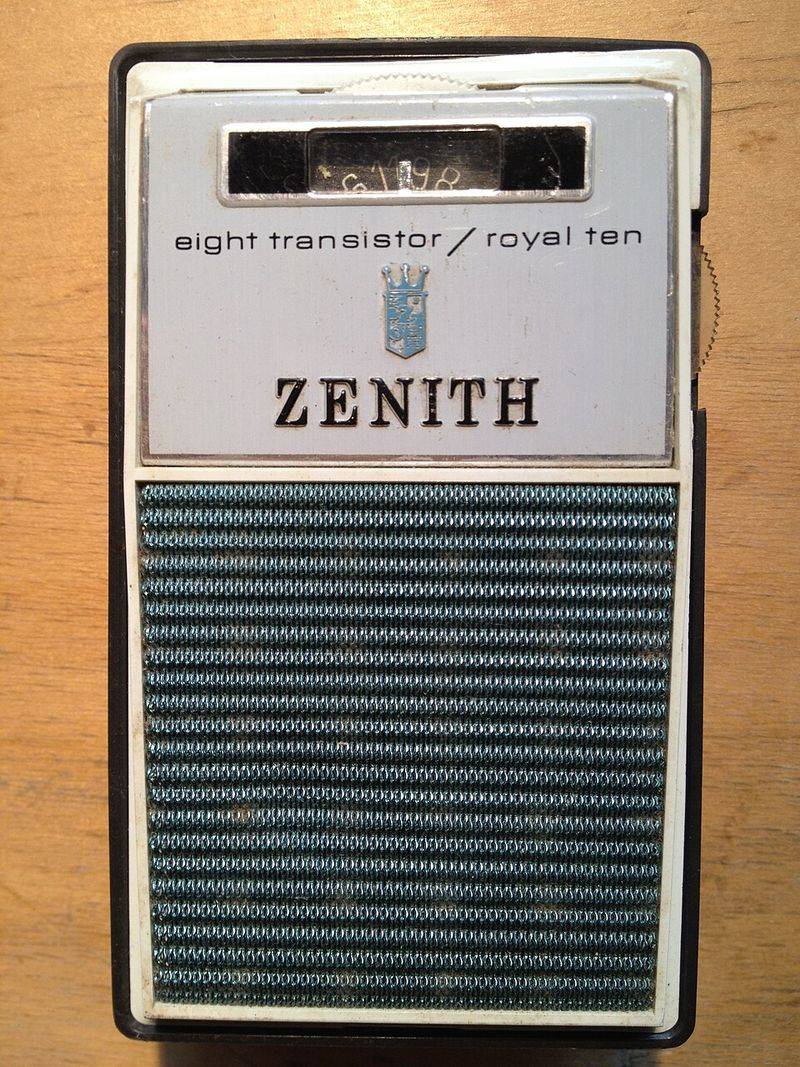 eight transistor / royal ten
ZENITH